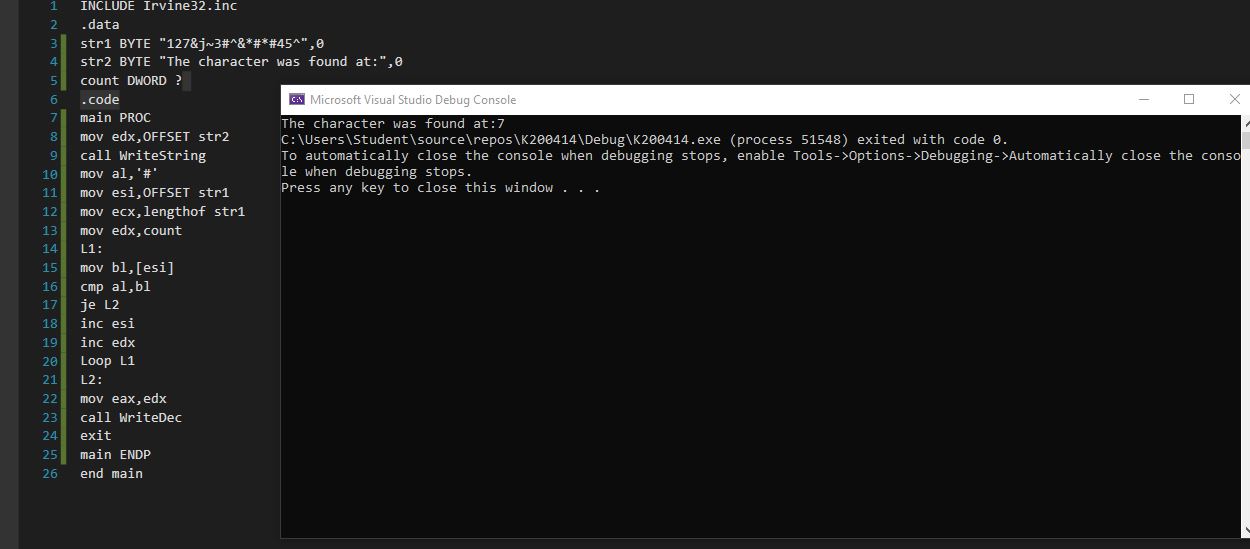 1 INCLUDE Irvine32.inc
2 .data
3 str1 BYTE "127&j~3#^&*#*#45^",0
4 str2 BYTE "The character was found at:",0
5 count DWORD ?
6 .code
7 main PROC
8 mov edx,OFFSET str2
9 call WriteString
10 mov al,'#'
11 mov esi,OFFSET str1
12 mov ecx,lengthof str1
13 mov edx,count
14 L1:
15 mov bl,[esi]
16 cmp al,bl
17 je L2
18 inc esi
19 inc edx
20 Loop L1
21 L2:
22 mov eax,edx
23 call WriteDec
24 exit
25 main ENDP
26 end main
C:\ Microsoft Visual Studio Debug Console
The character was found at:7
C:\Users\Student\source\repos\K200414\Debug\K200414.exe (process 51548) exited with code 0.
To automatically close the console when debugging stops, enable Tools->Options->Debugging->Automatically close the conso
le when debugging stops.
Press any key to close this window . . .